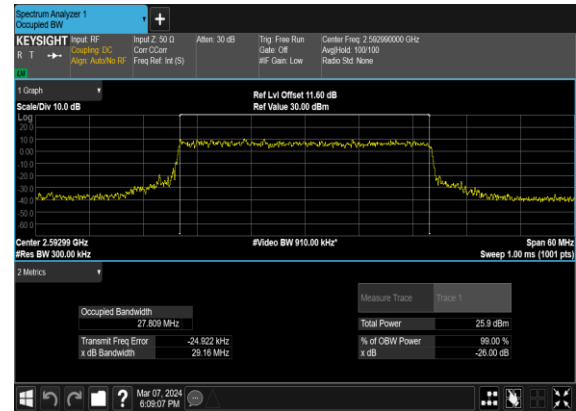 Spectrum Analyzer 1
Occupied BW
KEYSIGHT Input: RF Input Z: 50 Ω Atten: 30 dB Trig: Free Run Center Freq: 2.592990000 GHz
R T Coupling: DC Corr CCorr Gate: Off Avg|Hold: 100/100
Align: Auto/No RF Freq Ref: Int (S) #IF Gain: Low Radio Std: None
1 Graph
Ref Lvl Offset 11.60 dB
Scale/Div 10.0 dB Ref Value 30.00 dBm
Log
20.0
10.0
0.00
-10.0
-20.0
-30.0
-40.0
-50.0
-60.0
Center 2.59299 GHz #Video BW 910.00 kHz* Span 60 MHz
#Res BW 300.00 kHz Sweep 1.00 ms (1001 pts)
2 Metrics
Measure Trace Trace 1
Occupied Bandwidth
27.809 MHz Total Power 25.9 dBm
Transmit Freq Error -24.922 kHz % of OBW Power 99.00 %
x dB Bandwidth 29.16 MHz x dB -26.00 dB
Mar 07, 2024
6:09:07 PM